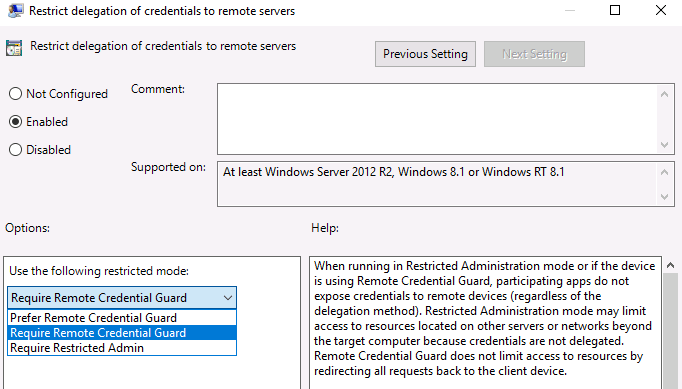 Restrict delegation of credentials to remote servers
Restrict delegation of credentials to remote servers
Previous Setting
Next Setting
Not Configured
Comment:
Enabled
Disabled
Supported on:
At least Windows Server 2012 R2, Windows 8.1 or Windows RT 8.1
Options:
Help:
Use the following restricted mode:
Require Remote Credential Guard
Prefer Remote Credential Guard
Require Remote Credential Guard
Require Restricted Admin
When running in Restricted Administration mode or if the device
is using Remote Credential Guard, participating apps do not
expose credentials to remote devices (regardless of the
delegation method). Restricted Administration mode may limit
access to resources located on other servers or networks beyond
the target computer because credentials are not delegated.
Remote Credential Guard does not limit access to resources by
redirecting all requests back to the client device.